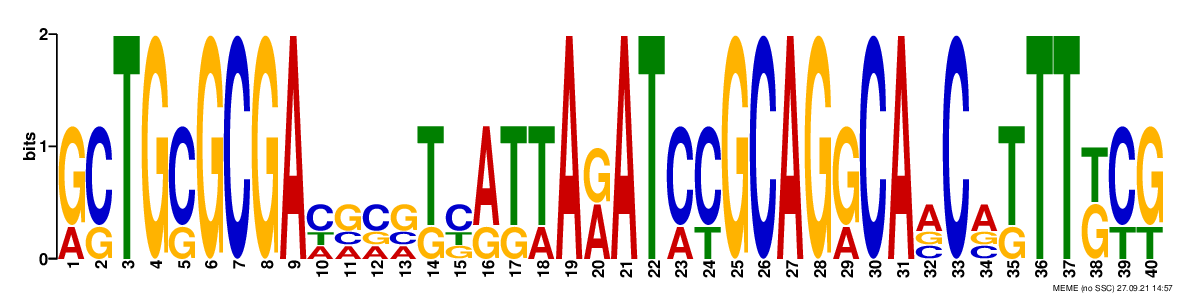 2
bits
1
0
G C T G C G C G A C G C G T C A T T A G A T C C G C A G G C A A C A T T T T C G
A G G T C G C G T G G A A A T A G G G G T T
A A A A G C C
1 2 3 4 5 6 7 8 9 10 11 12 13 14 15 16 17 18 19 20 21 22 23 24 25 26 27 28 29 30 31 32 33 34 35 36 37 38 39 40
MEME (no SSC) 27.09.21 14:57